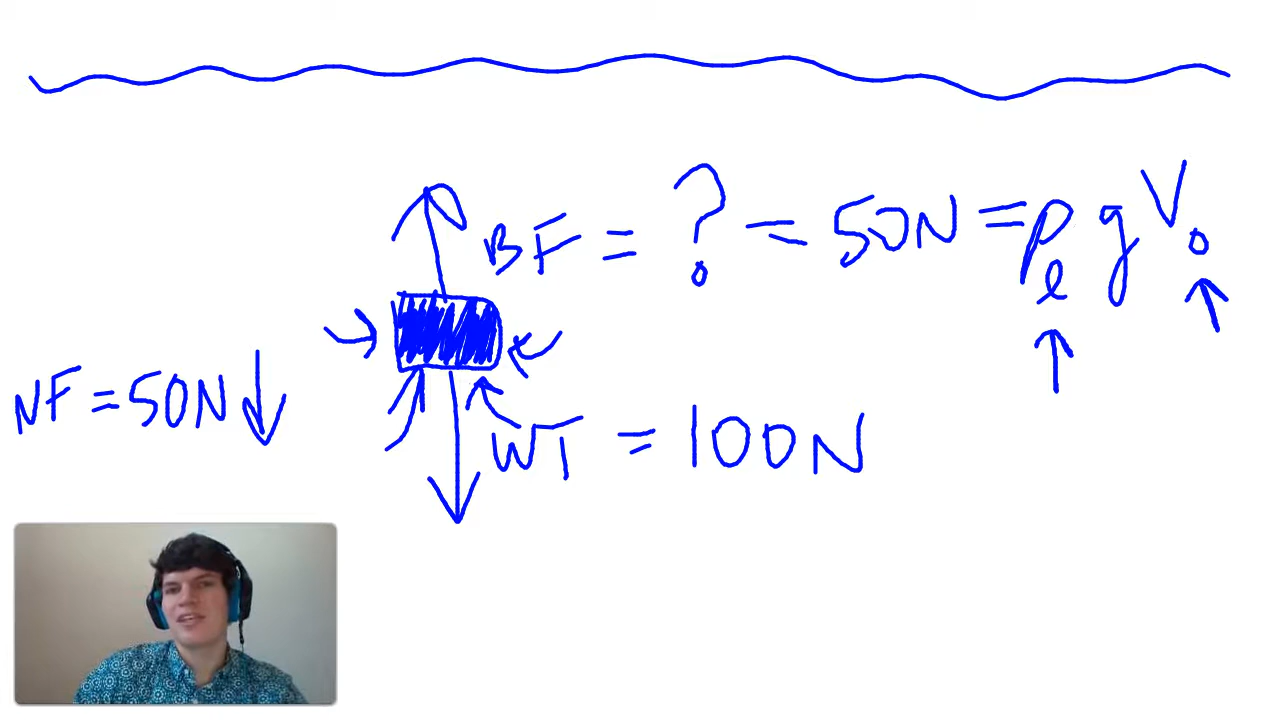 BF = ? = 50N = ρₗ g Vₒ
NF = 50N ↓
WT = 100N